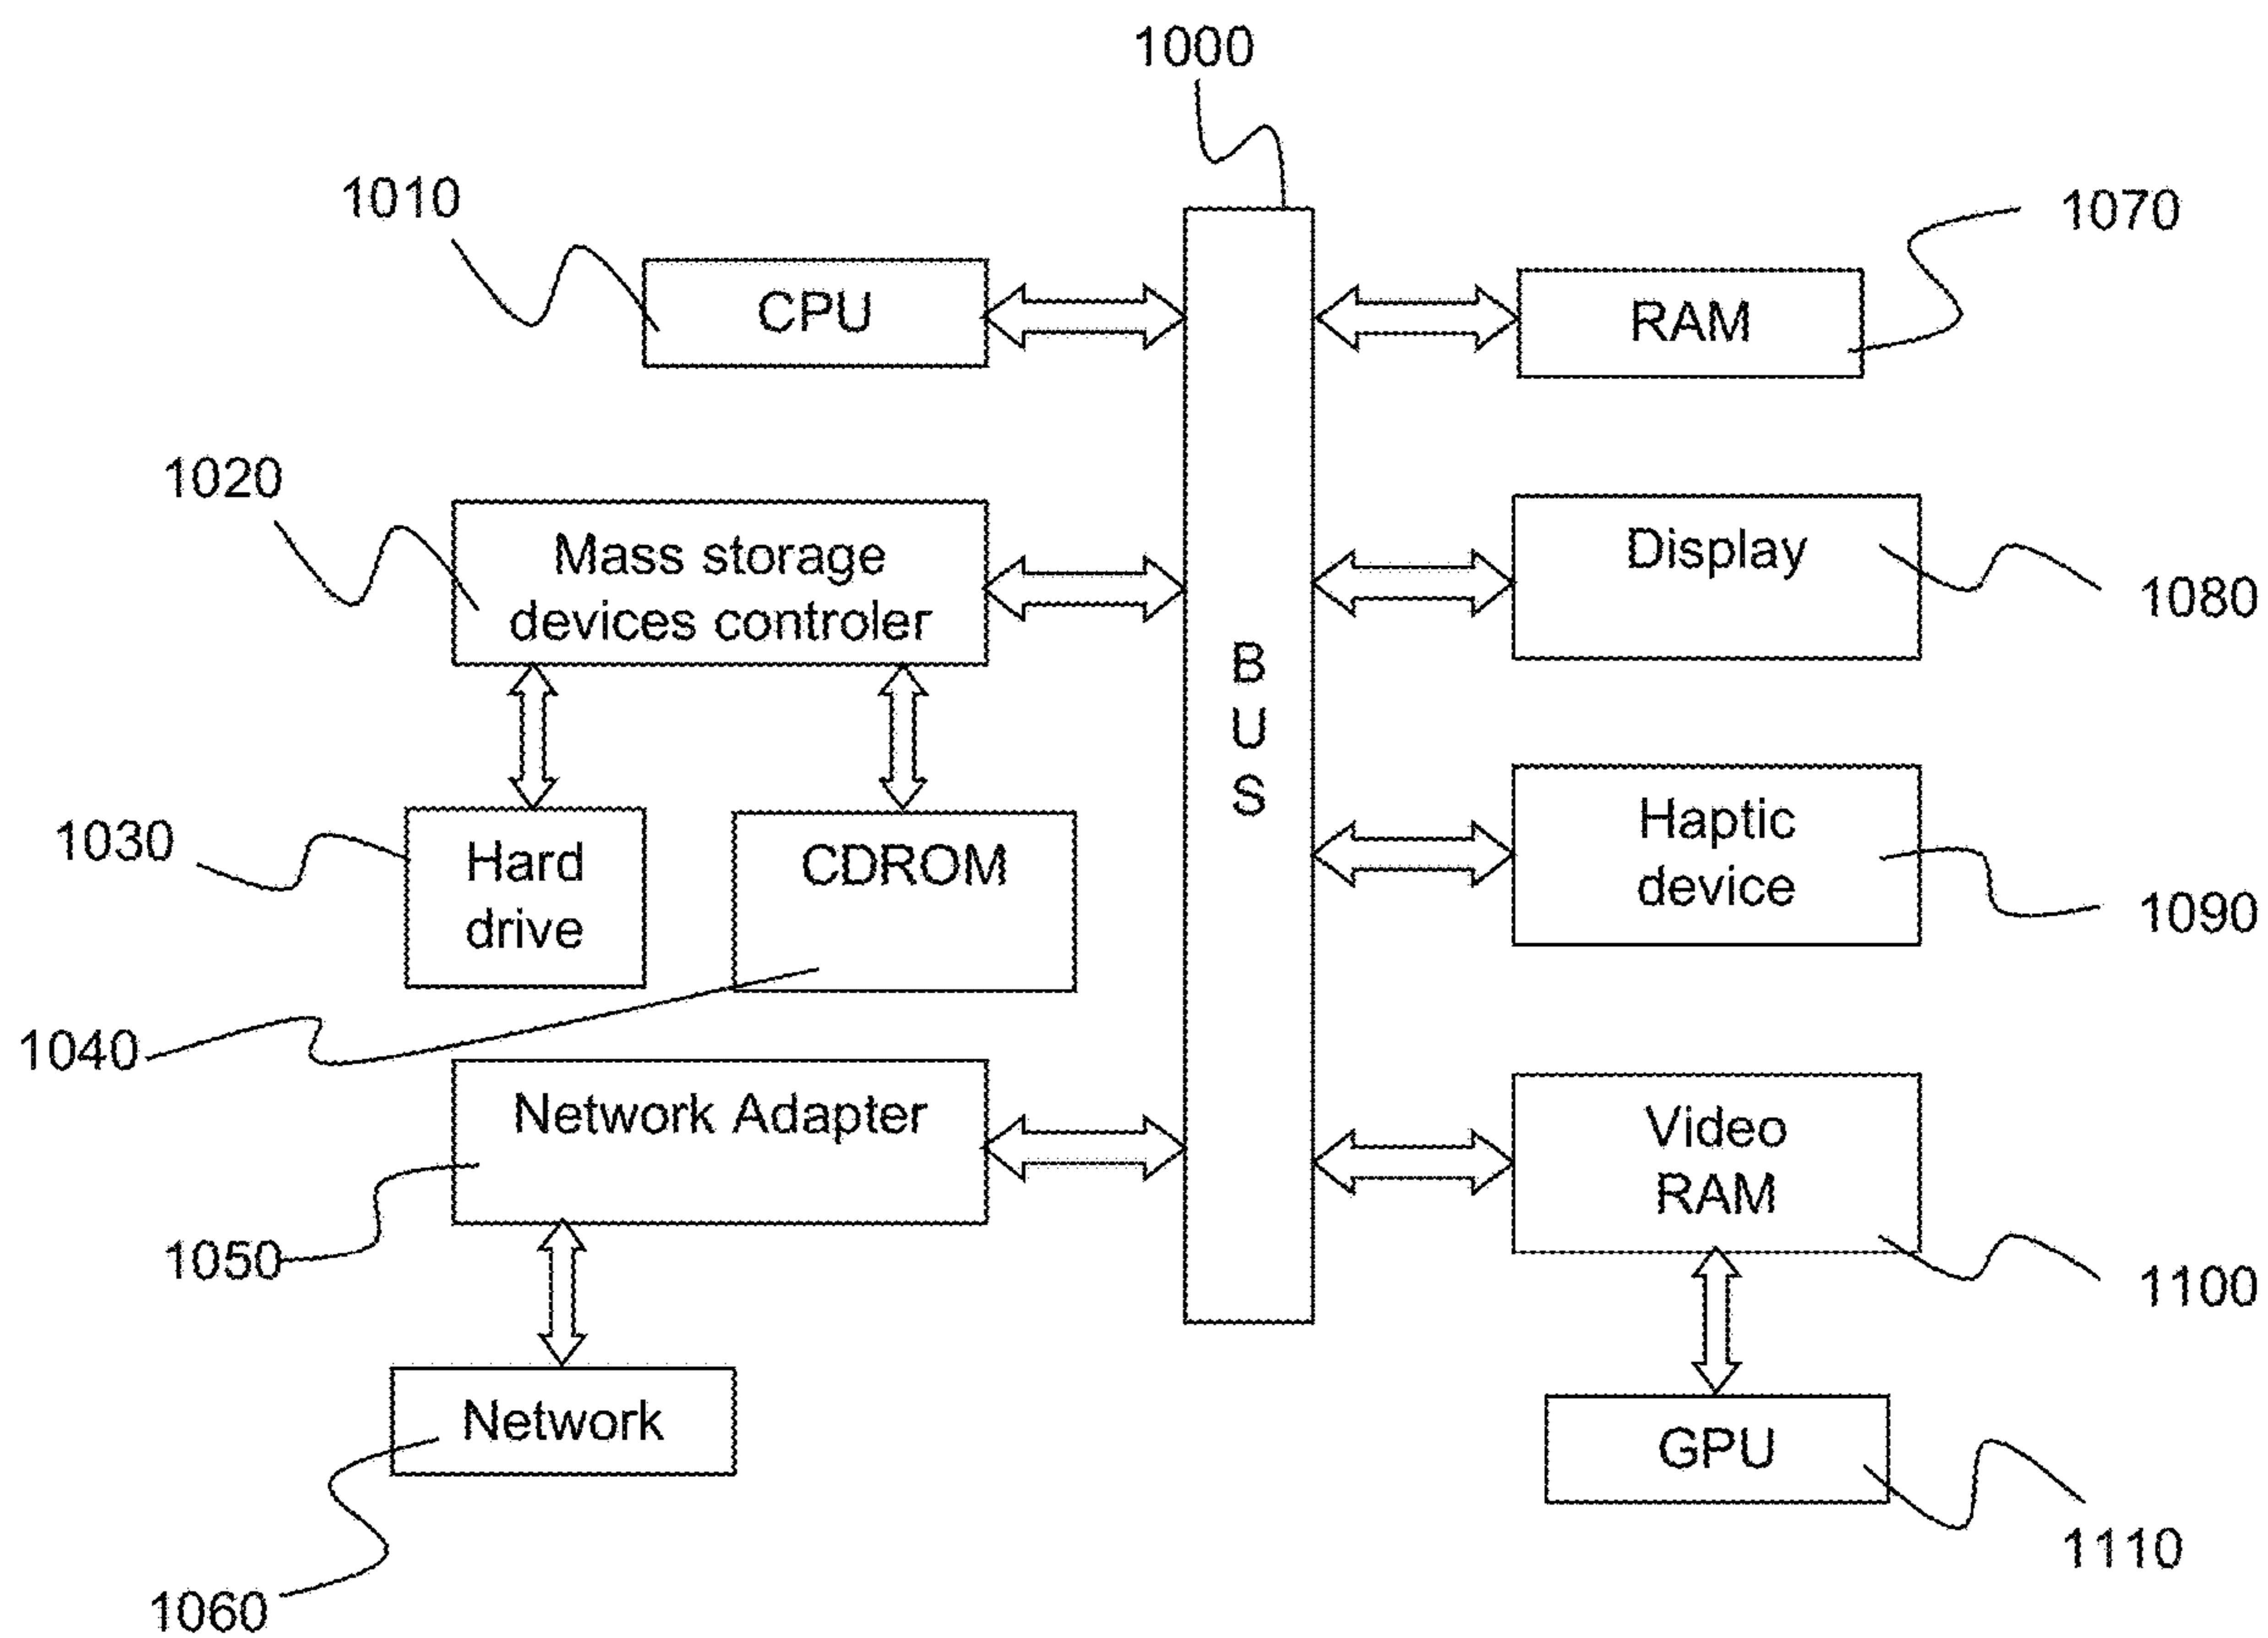 1000
1010
CPU
RAM
1070
1020
Mass storage
devices controler
Display
1080
B
U
S
1030
Hard
drive
CDROM
Haptic
device
1090
1040
Network Adapter
1050
Video
RAM
1100
Network
1060
GPU
1110